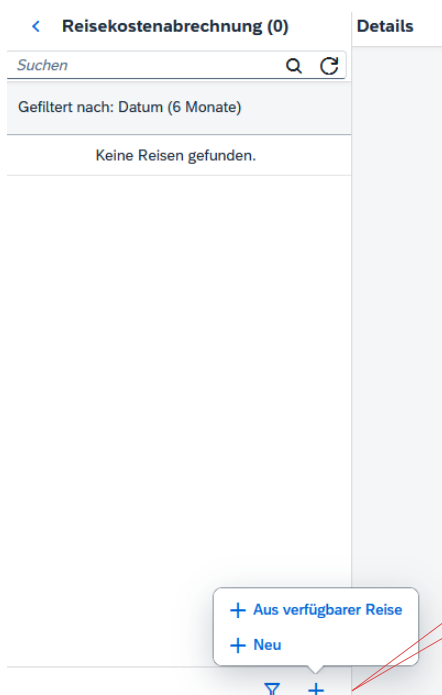 Reisekostenabrechnung (0)
Details
Suchen
Gefiltert nach: Datum (6 Monate)
Keine Reisen gefunden.
Aus verfügbarer Reise
Neu